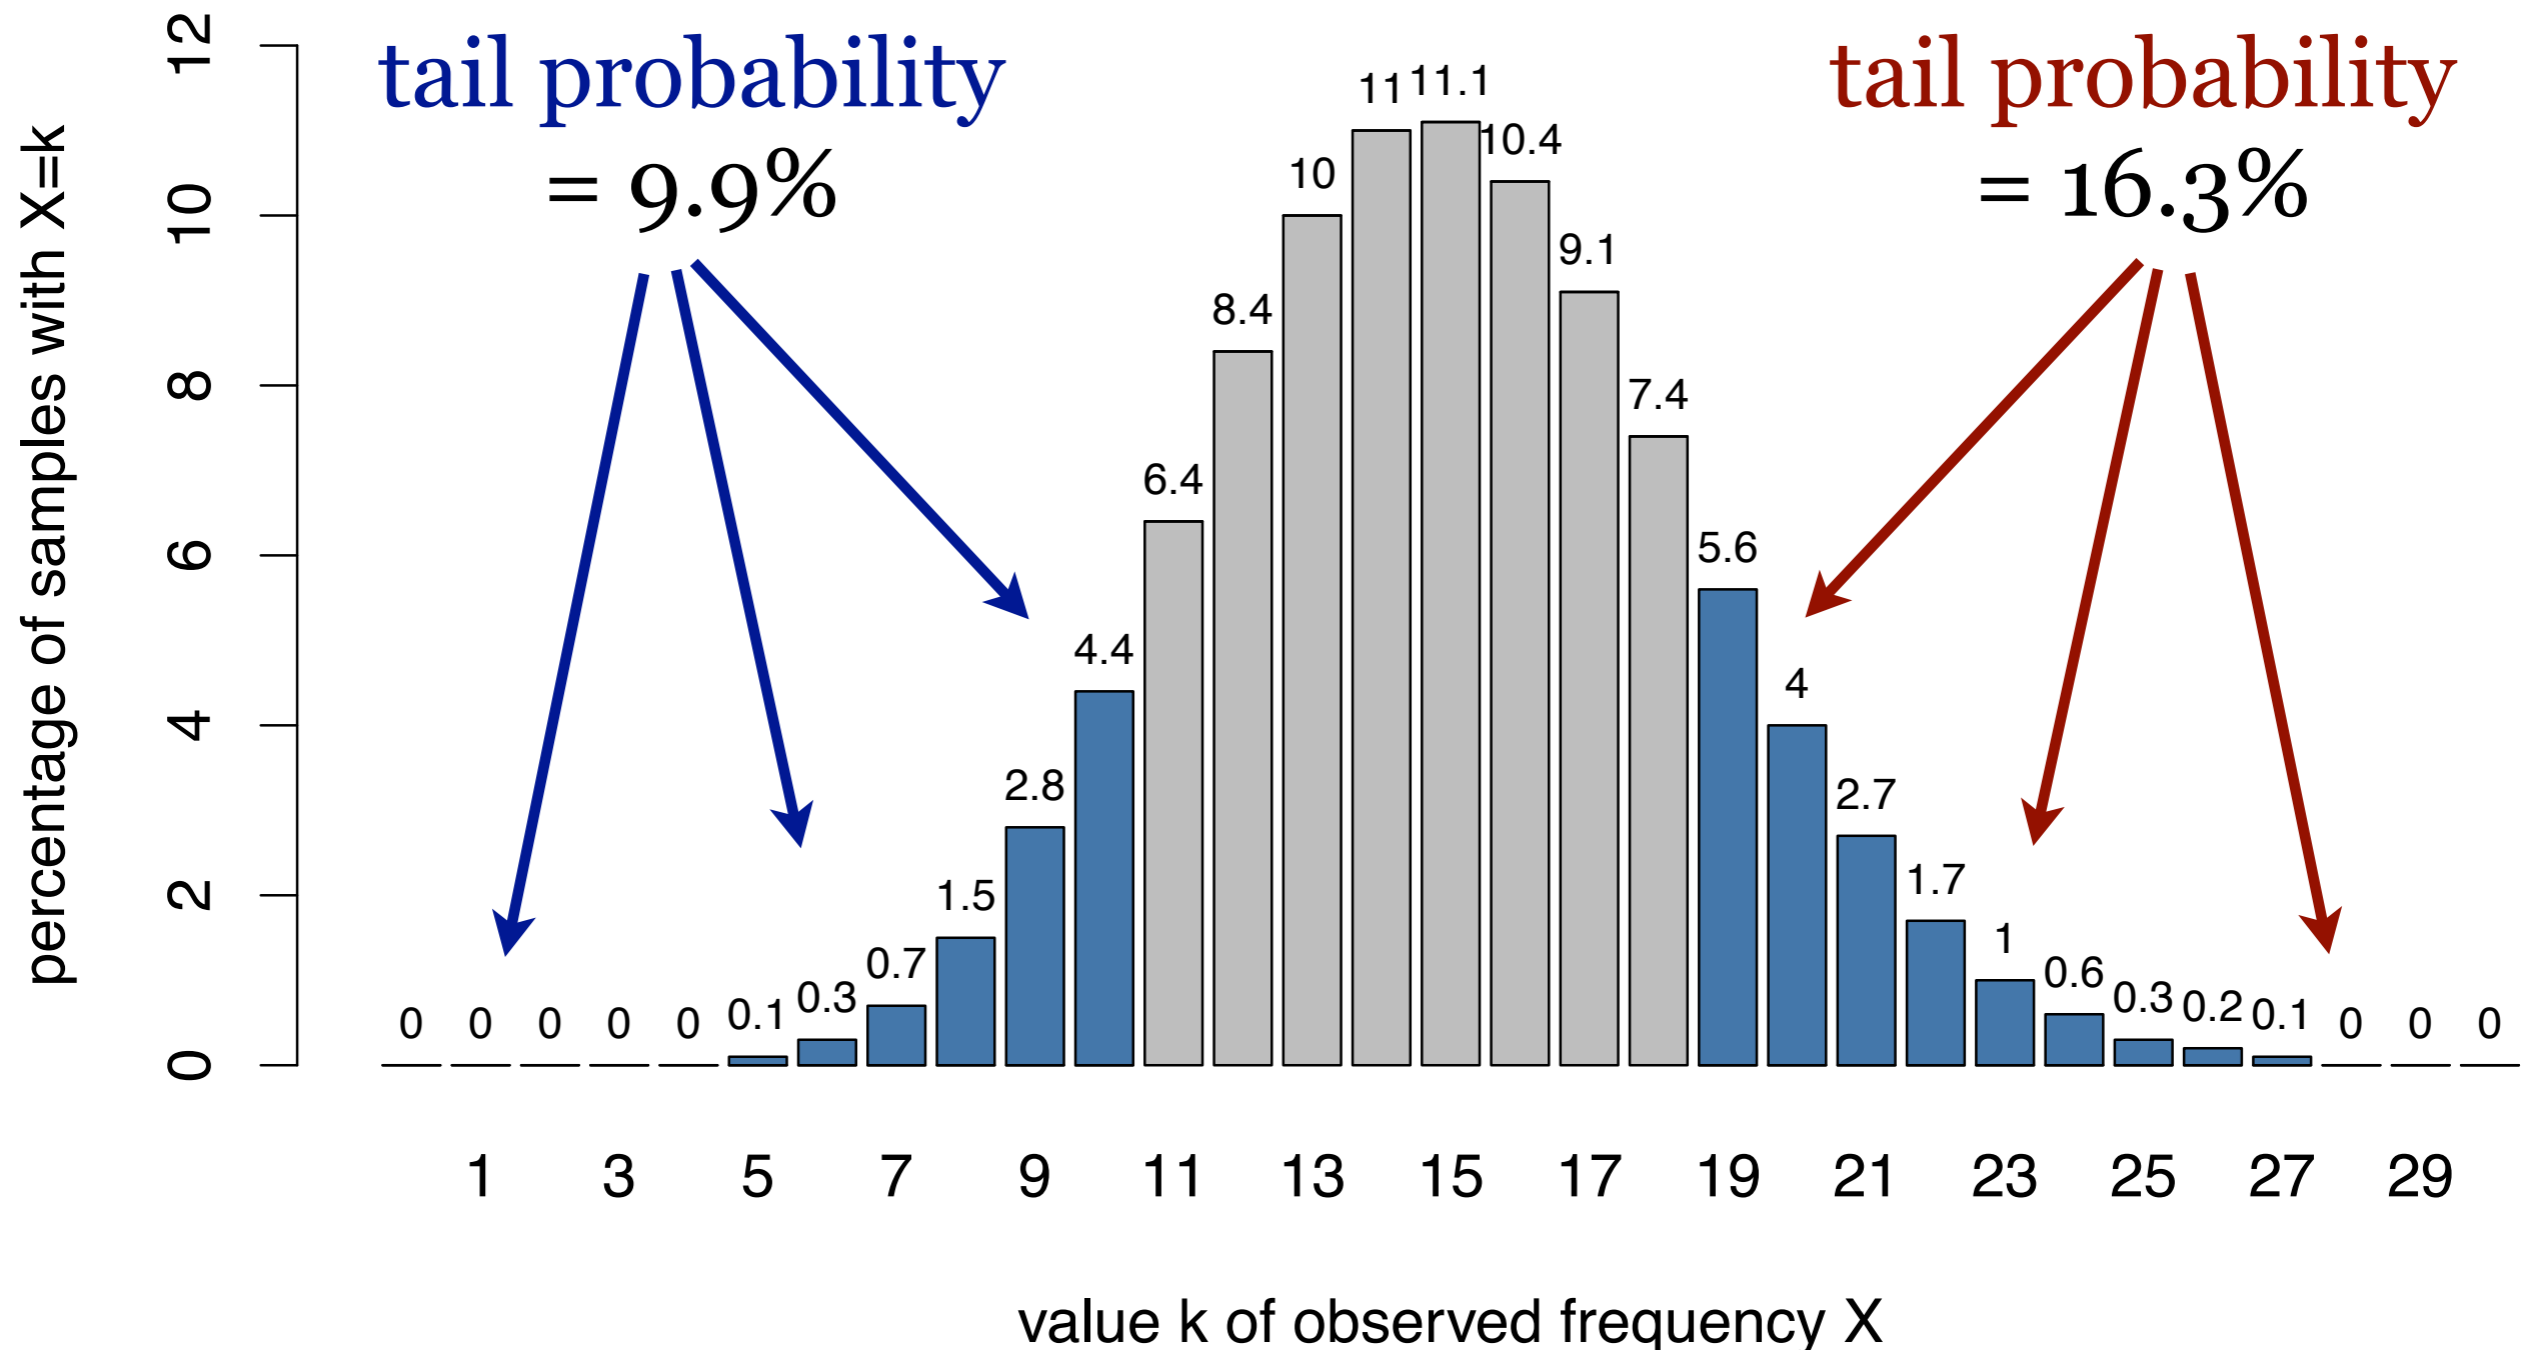 tail probability
= 9.9%
tail probability
= 16.3%
percentage of samples with X=k
12
10
8
6
4
2
0
0 0 0 0 0 0.1 0.3 0.7 1.5 2.8 4.4 6.4 8.4 10 11 11.1 10.4 9.1 7.4 5.6 4 2.7 1.7 1 0.6 0.3 0.2 0.1 0 0 0
1 3 5 7 9 11 13 15 17 19 21 23 25 27 29
value k of observed frequency X